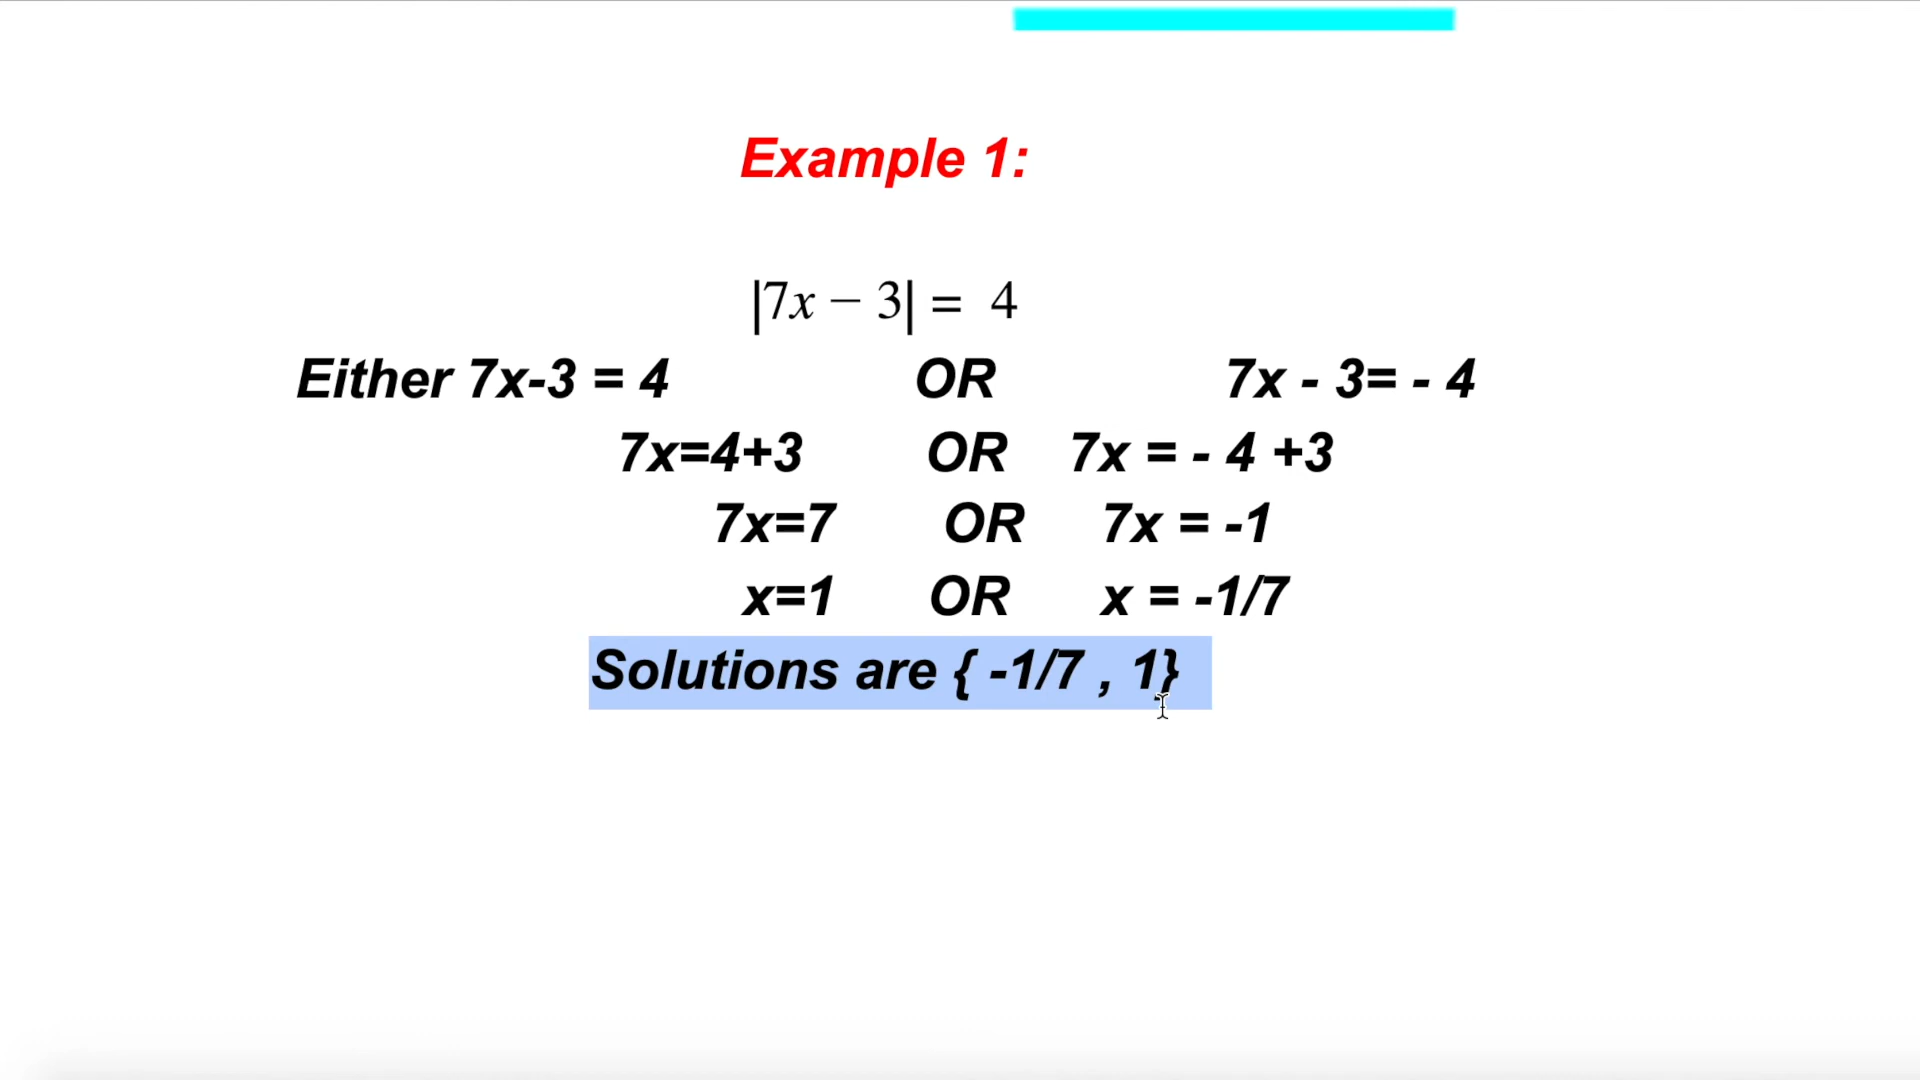 Example 1:
|7x − 3| = 4
Either 7x-3 = 4 OR 7x - 3= - 4
7x=4+3 OR 7x = - 4 +3
7x=7 OR 7x = -1
x=1 OR x = -1/7
Solutions are { -1/7 , 1}